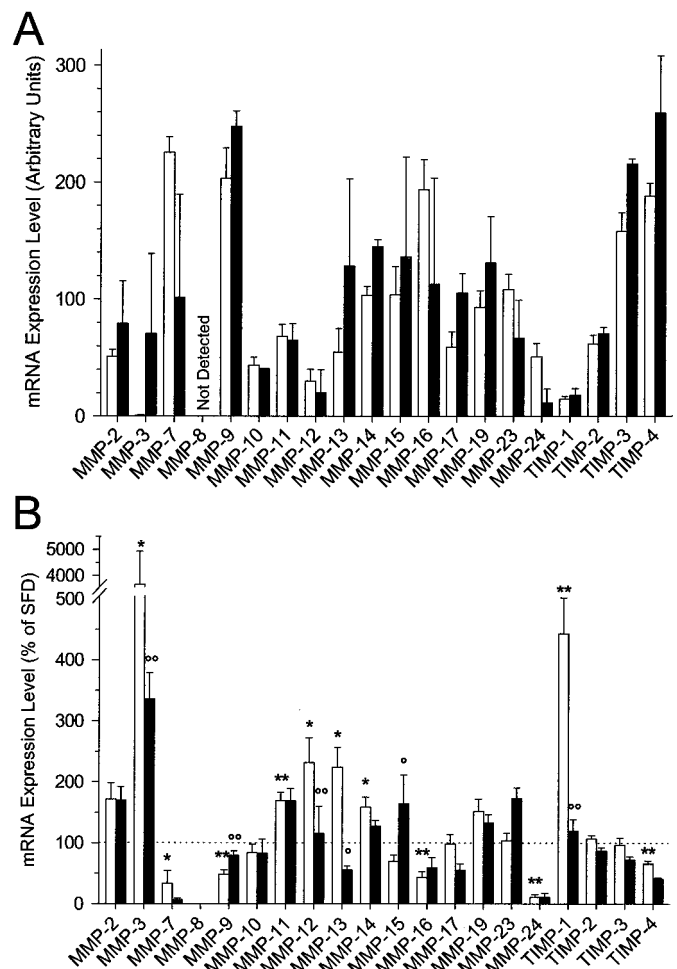 A
mRNA Expression Level (Arbitrary Units)
300
200
100
0
Not Detected
MMP-2
MMP-3
MMP-7
MMP-8
MMP-9
MMP-10
MMP-11
MMP-12
MMP-13
MMP-14
MMP-15
MMP-16
MMP-17
MMP-19
MMP-23
MMP-24
TIMP-1
TIMP-2
TIMP-3
TIMP-4
B
mRNA Expression Level (% of SFD)
5000
4000
500
400
300
200
100
0
*
°°
*
**
°°
**
*
°°
*
°
*
°
**
**
**
°°
**
MMP-2
MMP-3
MMP-7
MMP-8
MMP-9
MMP-10
MMP-11
MMP-12
MMP-13
MMP-14
MMP-15
MMP-16
MMP-17
MMP-19
MMP-23
MMP-24
TIMP-1
TIMP-2
TIMP-3
TIMP-4